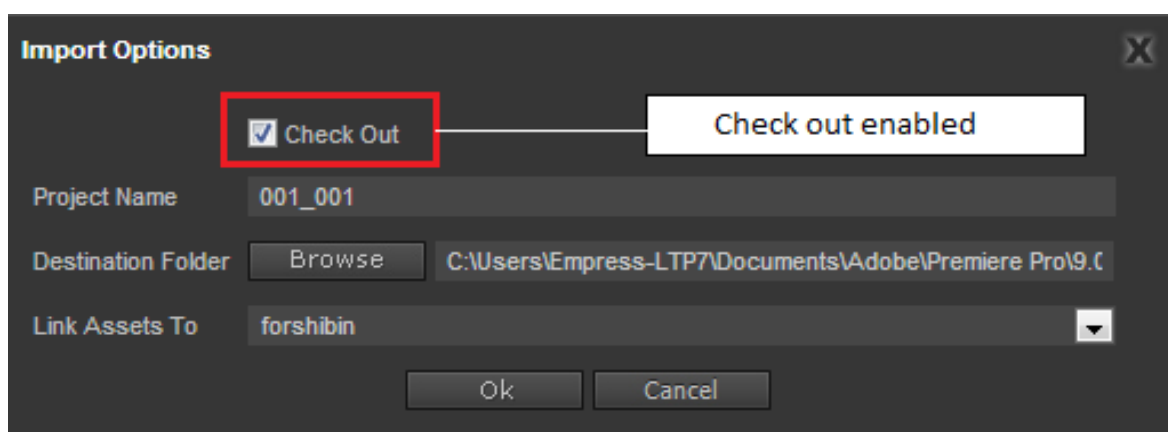 Import Options
X
Check Out
Check out enabled
Project Name
001_001
Destination Folder
Browse
C:\Users\Empress-LTP7\Documents\Adobe\Premiere Pro\9.0
Link Assets To
forshibin
Ok
Cancel